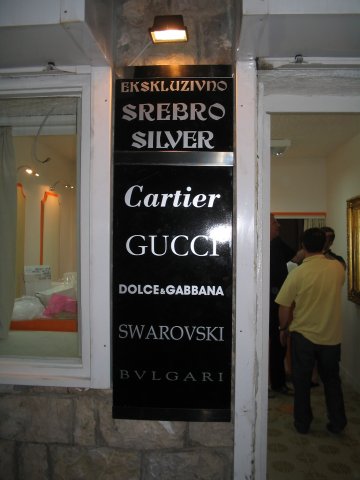 EKSKLUZIVNO
SREBRO
SILVER
Cartier
GUCCI
DOLCE&GABBANA
SWAROVSKI
BVLGARI